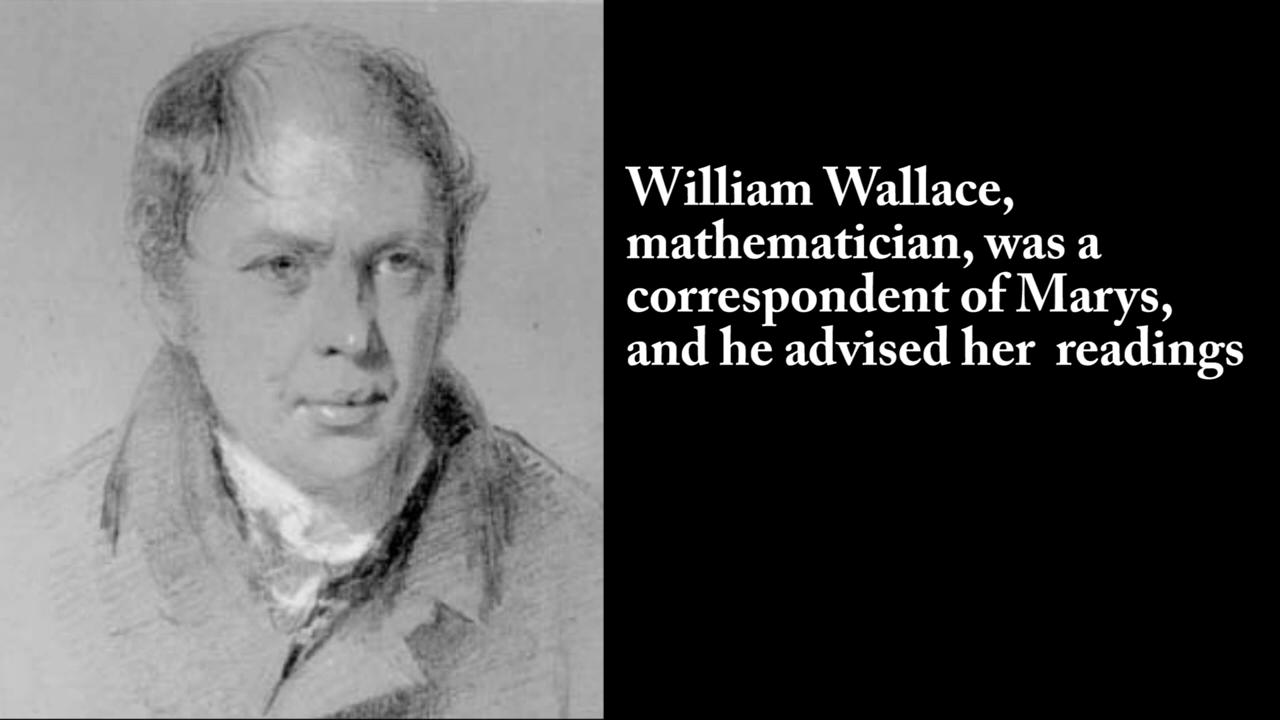 William Wallace,
mathematician, was a
correspondent of Marys,
and he advised her  readings